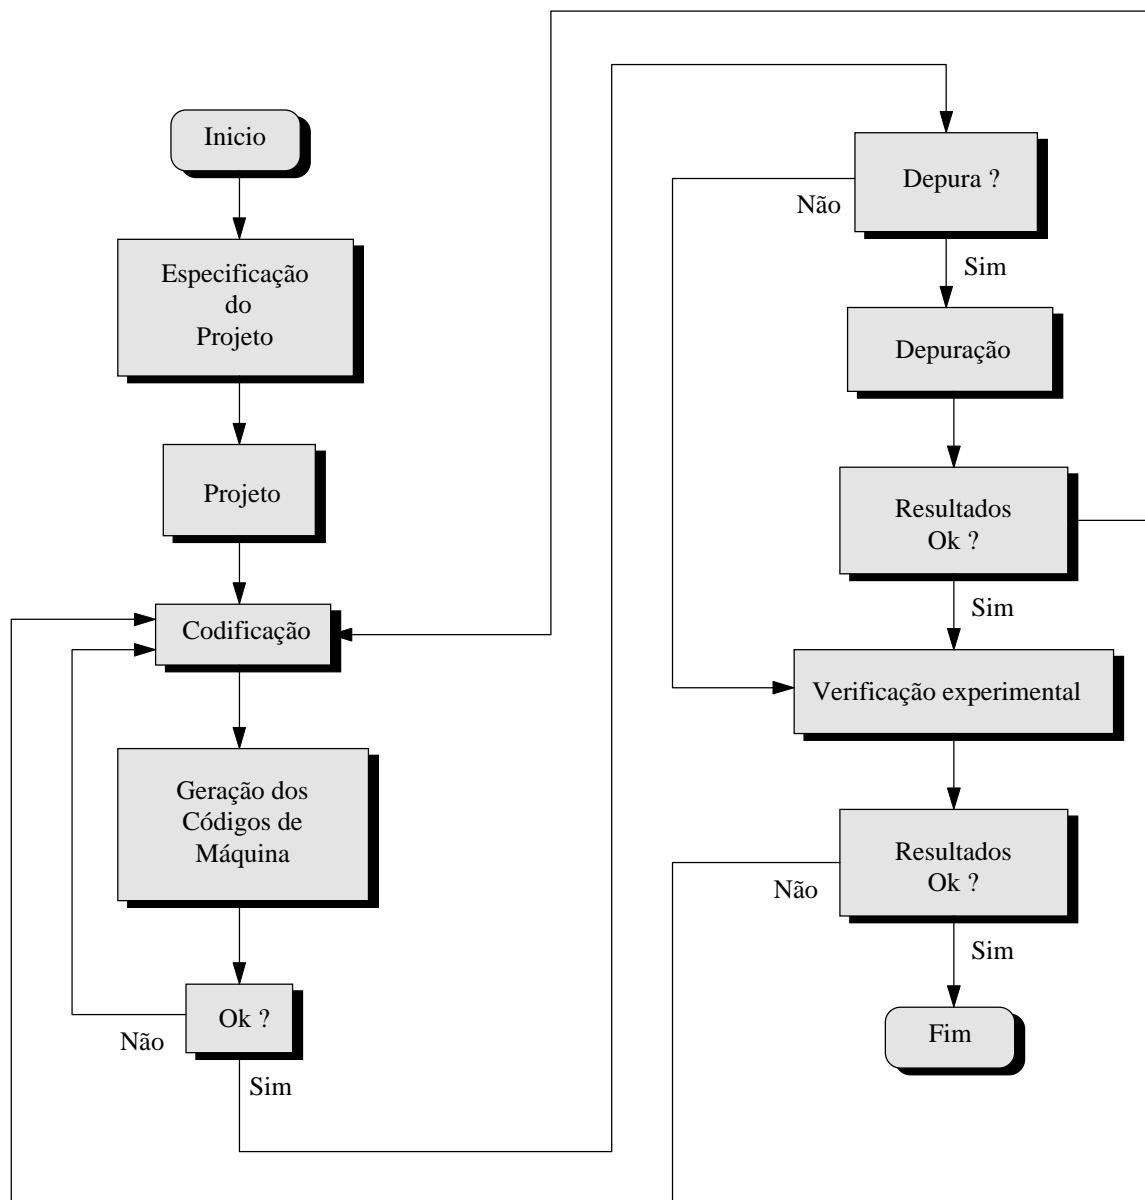 Inicio
Especificação
do
Projeto
Projeto
Codificação
Geração dos
Códigos de
Máquina
Ok ?
Não
Sim
Depura ?
Não
Sim
Depuração
Resultados
Ok ?
Sim
Verificação experimental
Resultados
Ok ?
Não
Sim
Fim